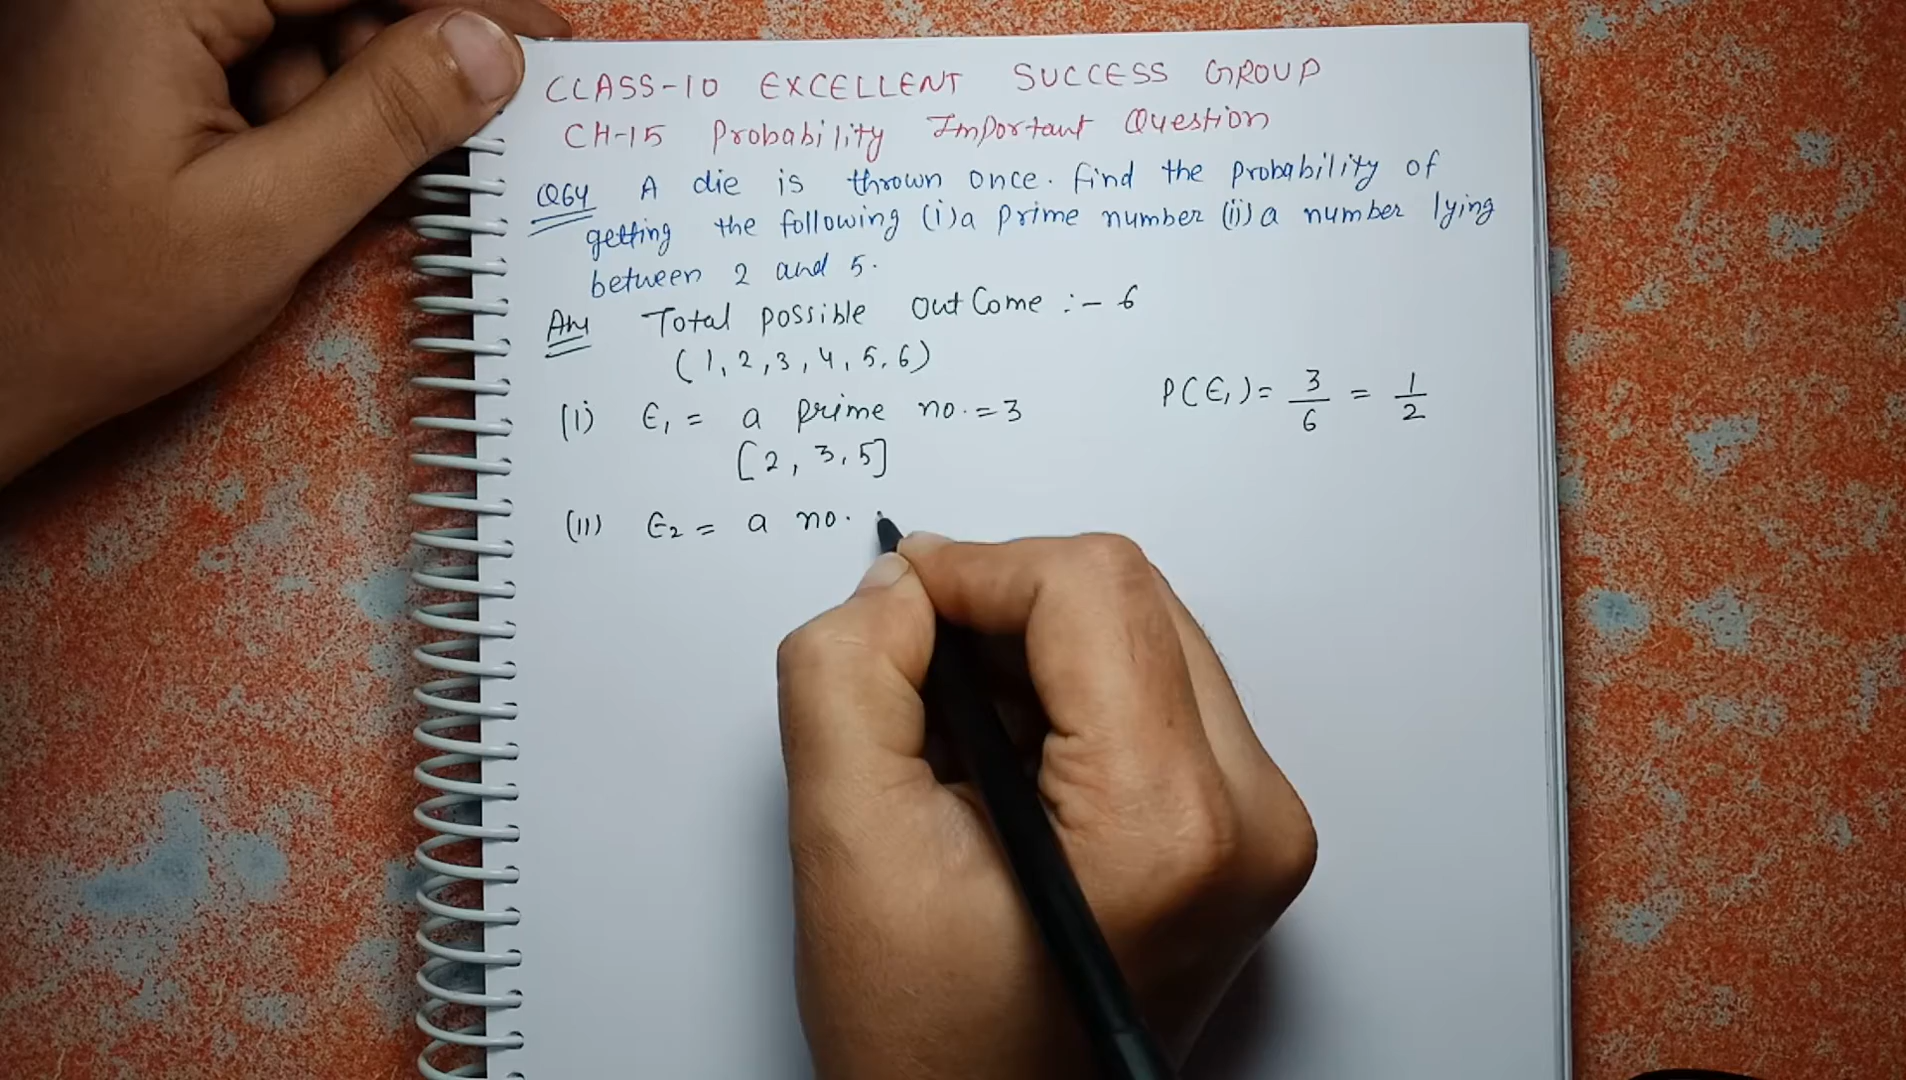 CLASS-10 EXCELLENT SUCCESS GROUP
CH-15 Probability Important Question
Q64 A die is thrown once. find the probability of
getting the following (i) a prime number (ii) a number lying
between 2 and 5.
Ans Total possible outCome :- 6
(1,2,3,4,5,6)
(I) E₁ = a prime no. = 3
[2, 3, 5]
P(E₁) = 3/6 = 1/2
(II) E₂ = a no.